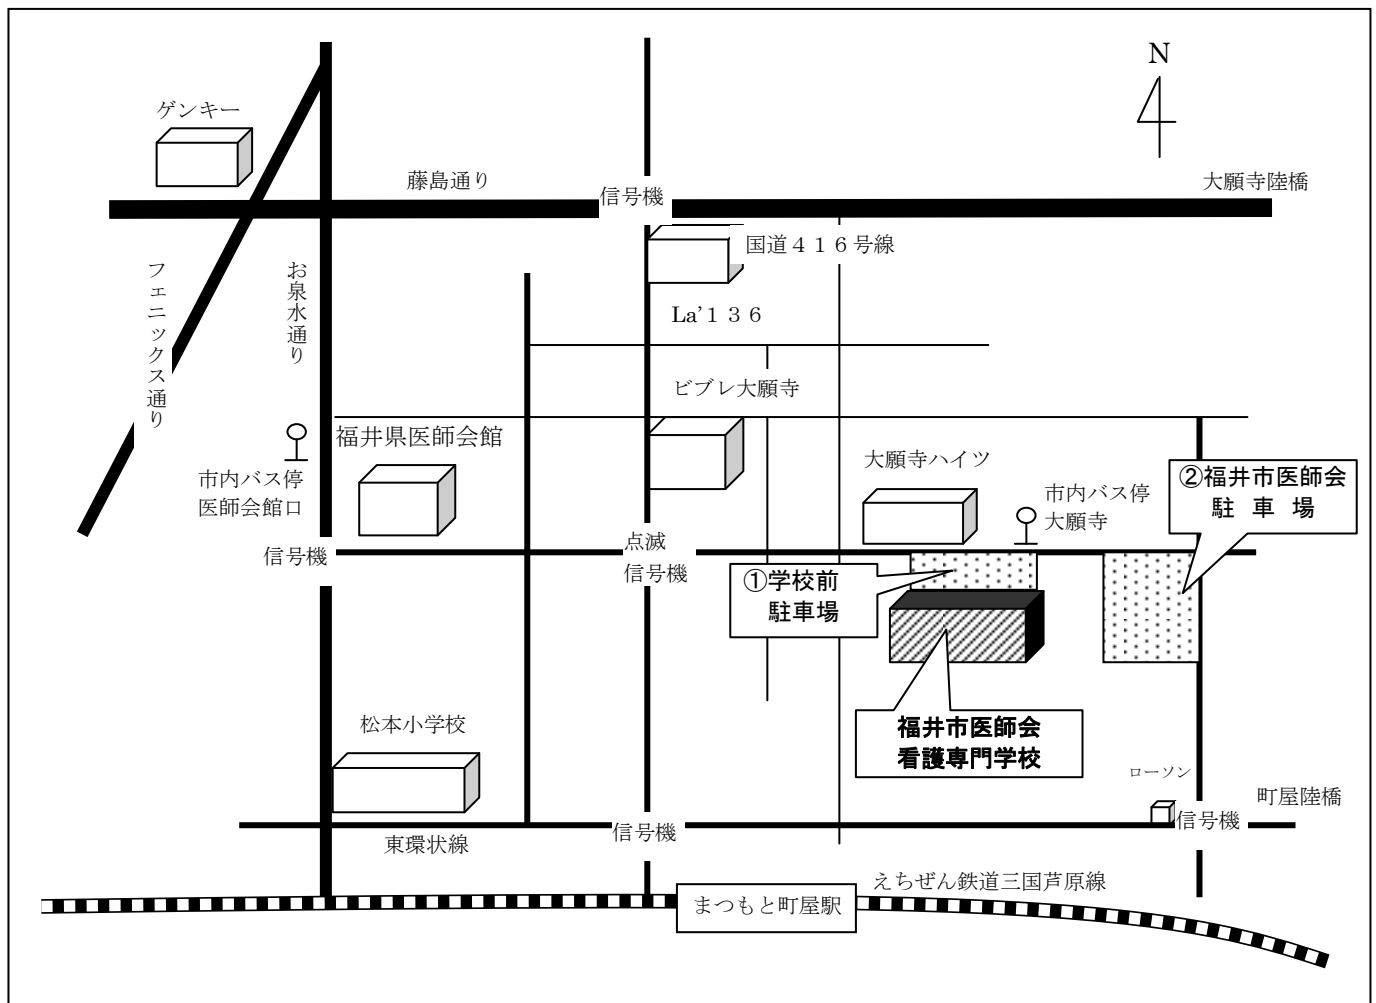 N
ゲンキー
藤島通り
信号機
大願寺陸橋
国道４１６号線
フェニックス通り
お泉水通り
La’１３６
ビブレ大願寺
福井県医師会館
大願寺ハイツ
市内バス停
医師会館口
市内バス停
大願寺
②福井市医師会
駐車場
信号機
点滅
信号機
①学校前
駐車場
福井市医師会
看護専門学校
松本小学校
ローソン
町屋陸橋
信号機
信号機
東環状線
えちぜん鉄道三国芦原線
まつもと町屋駅